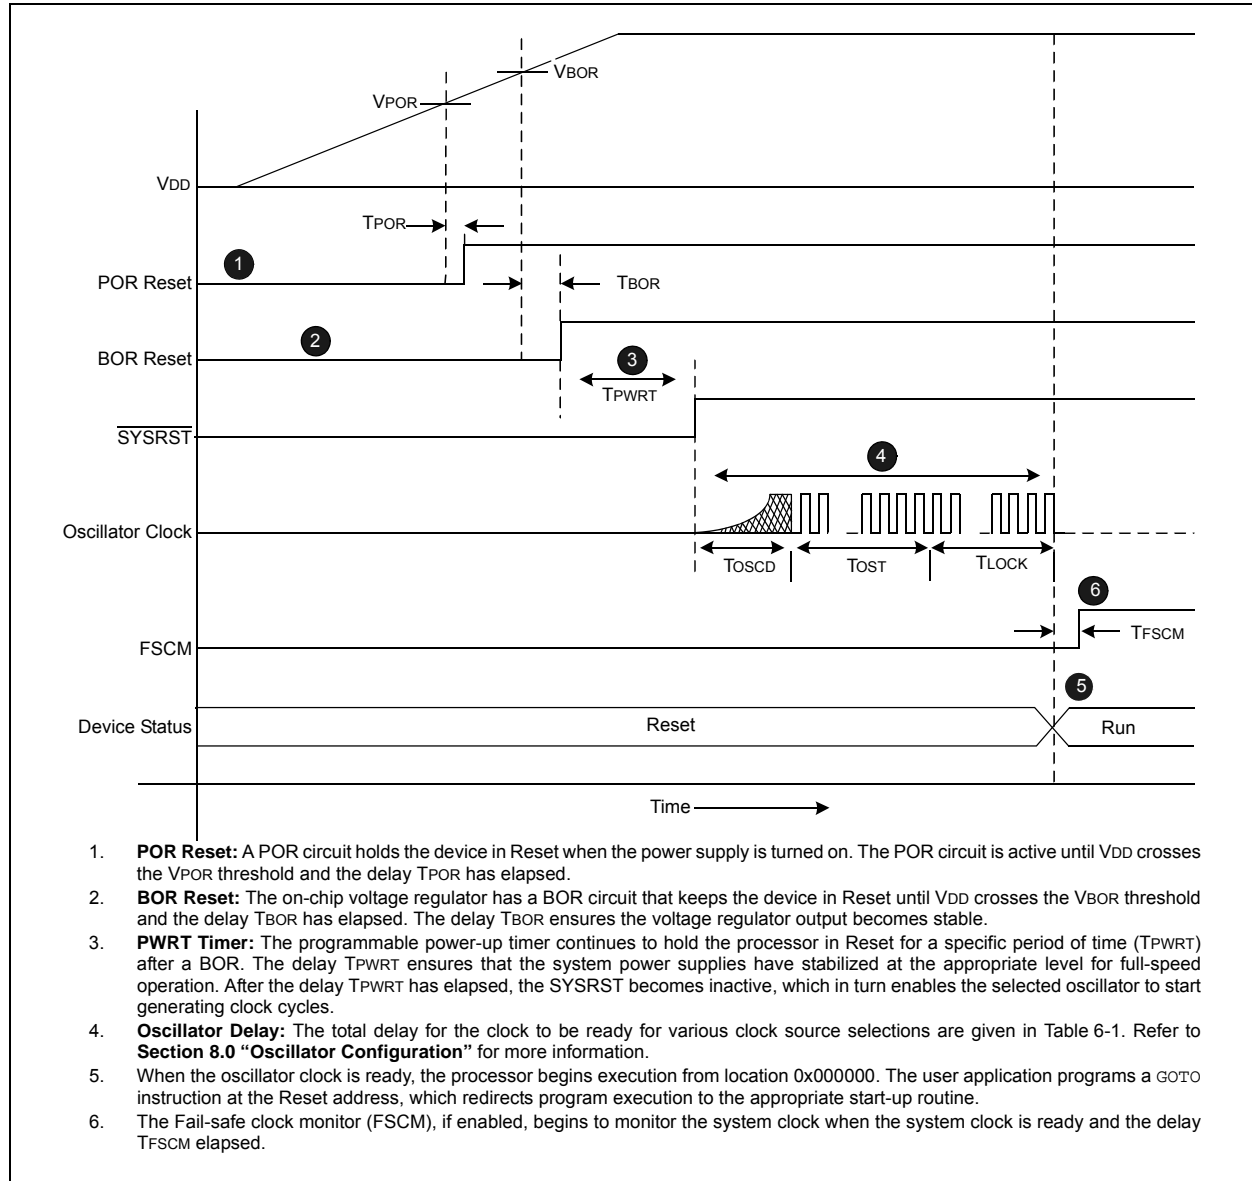 VBOR
VPOR
VDD
TPOR
1
POR Reset
TBOR
2
BOR Reset
3
TPWRT
SYSRST
4
Oscillator Clock
TOSCD
TOST
TLOCK
6
TFSCM
FSCM
5
Device Status
Reset
Run
Time
1. POR Reset: A POR circuit holds the device in Reset when the power supply is turned on. The POR circuit is active until VDD crosses
the VPOR threshold and the delay TPOR has elapsed.
2. BOR Reset: The on-chip voltage regulator has a BOR circuit that keeps the device in Reset until VDD crosses the VBOR threshold
and the delay TBOR has elapsed. The delay TBOR ensures the voltage regulator output becomes stable.
3. PWRT Timer: The programmable power-up timer continues to hold the processor in Reset for a specific period of time (TPWRT)
after a BOR. The delay TPWRT ensures that the system power supplies have stabilized at the appropriate level for full-speed
operation. After the delay TPWRT has elapsed, the SYSRST becomes inactive, which in turn enables the selected oscillator to start
generating clock cycles.
4. Oscillator Delay: The total delay for the clock to be ready for various clock source selections are given in Table 6-1. Refer to
Section 8.0 “Oscillator Configuration” for more information.
5. When the oscillator clock is ready, the processor begins execution from location 0x000000. The user application programs a GOTO
instruction at the Reset address, which redirects program execution to the appropriate start-up routine.
6. The Fail-safe clock monitor (FSCM), if enabled, begins to monitor the system clock when the system clock is ready and the delay
TFSCM elapsed.